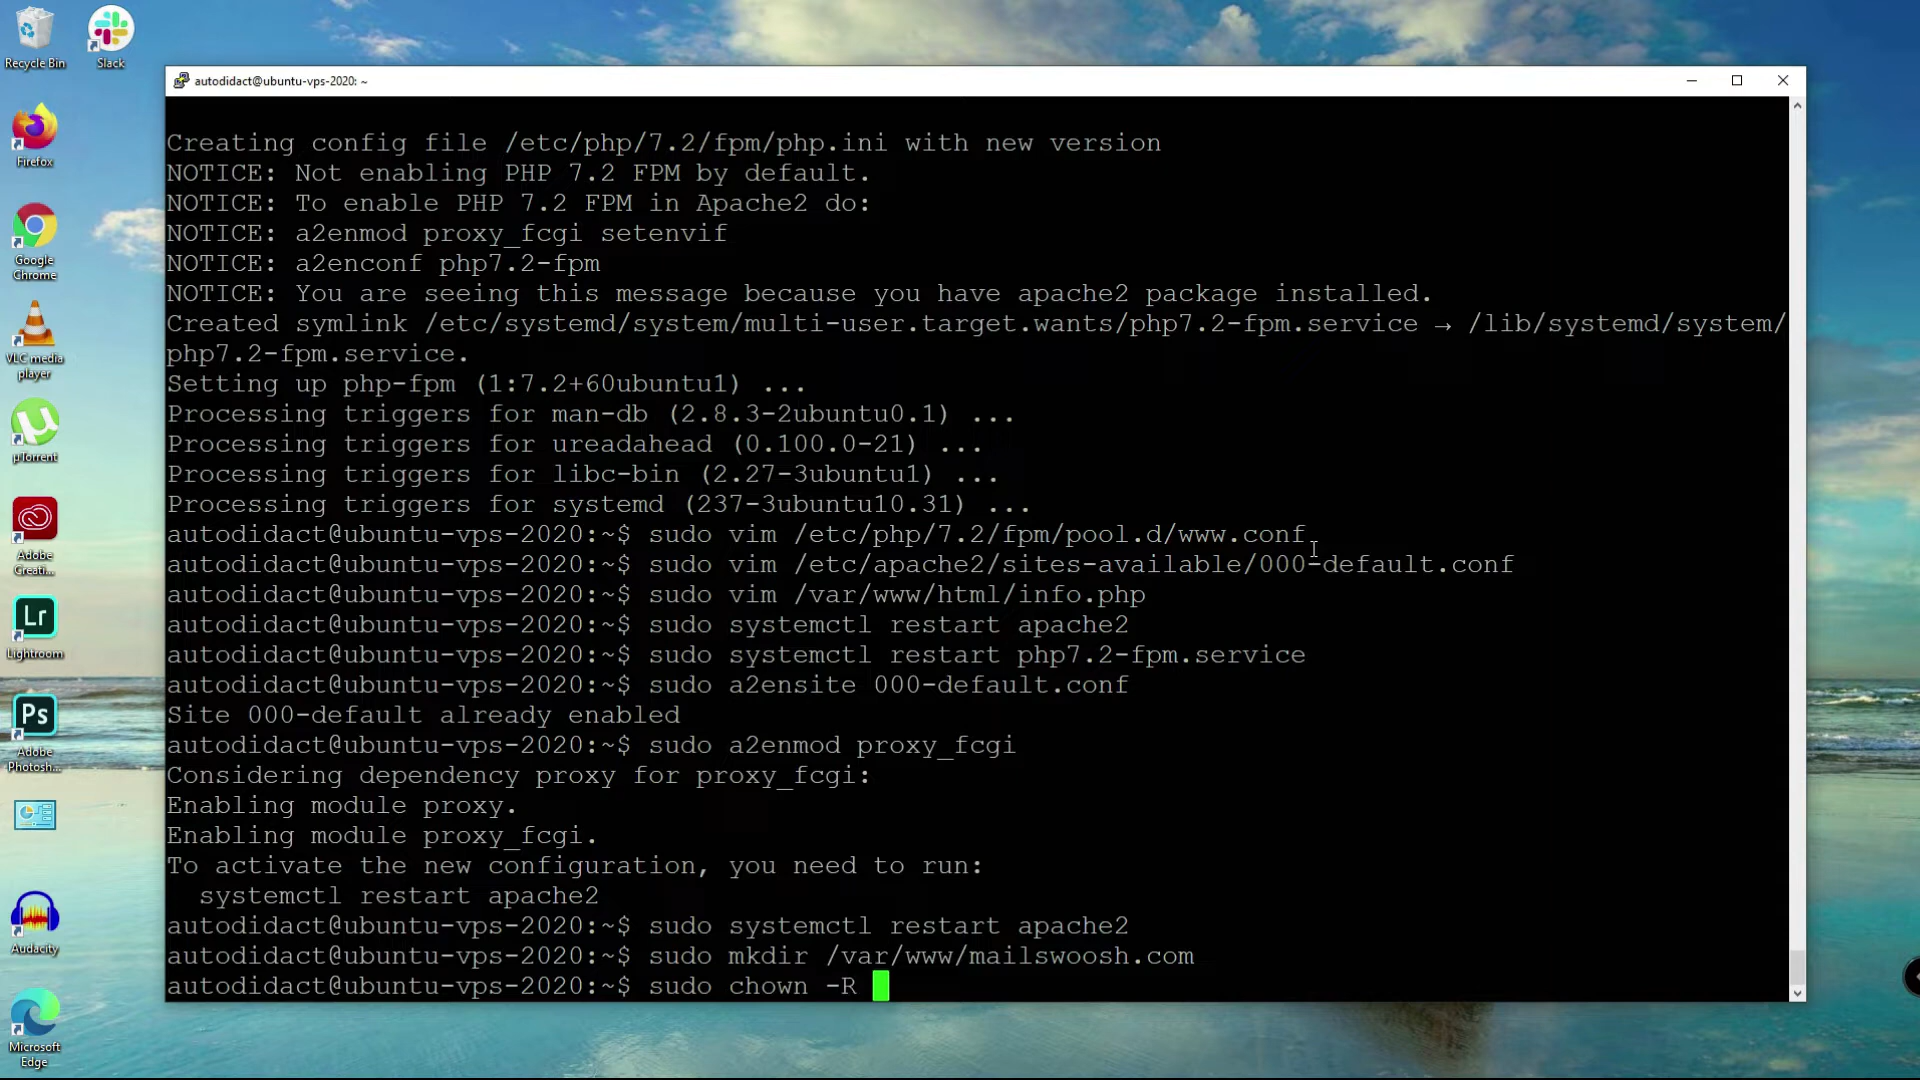 Recycle Bin
Slack
Firefox
Google
Chrome
VLC media
player
µTorrent
Adobe
Creati...
Lr
Lightroom
Ps
Adobe
Photosh...
Audacity
Microsoft
Edge
autodidact@ubuntu-vps-2020: ~
Creating config file /etc/php/7.2/fpm/php.ini with new version
NOTICE: Not enabling PHP 7.2 FPM by default.
NOTICE: To enable PHP 7.2 FPM in Apache2 do:
NOTICE: a2enmod proxy_fcgi setenvif
NOTICE: a2enconf php7.2-fpm
NOTICE: You are seeing this message because you have apache2 package installed.
Created symlink /etc/systemd/system/multi-user.target.wants/php7.2-fpm.service → /lib/systemd/system/
php7.2-fpm.service.
Setting up php-fpm (1:7.2+60ubuntu1) ...
Processing triggers for man-db (2.8.3-2ubuntu0.1) ...
Processing triggers for ureadahead (0.100.0-21) ...
Processing triggers for libc-bin (2.27-3ubuntu1) ...
Processing triggers for systemd (237-3ubuntu10.31) ...
autodidact@ubuntu-vps-2020:~$ sudo vim /etc/php/7.2/fpm/pool.d/www.conf
autodidact@ubuntu-vps-2020:~$ sudo vim /etc/apache2/sites-available/000-default.conf
autodidact@ubuntu-vps-2020:~$ sudo vim /var/www/html/info.php
autodidact@ubuntu-vps-2020:~$ sudo systemctl restart apache2
autodidact@ubuntu-vps-2020:~$ sudo systemctl restart php7.2-fpm.service
autodidact@ubuntu-vps-2020:~$ sudo a2ensite 000-default.conf
Site 000-default already enabled
autodidact@ubuntu-vps-2020:~$ sudo a2enmod proxy_fcgi
Considering dependency proxy for proxy_fcgi:
Enabling module proxy.
Enabling module proxy_fcgi.
To activate the new configuration, you need to run:
  systemctl restart apache2
autodidact@ubuntu-vps-2020:~$ sudo systemctl restart apache2
autodidact@ubuntu-vps-2020:~$ sudo mkdir /var/www/mailswoosh.com
autodidact@ubuntu-vps-2020:~$ sudo chown -R